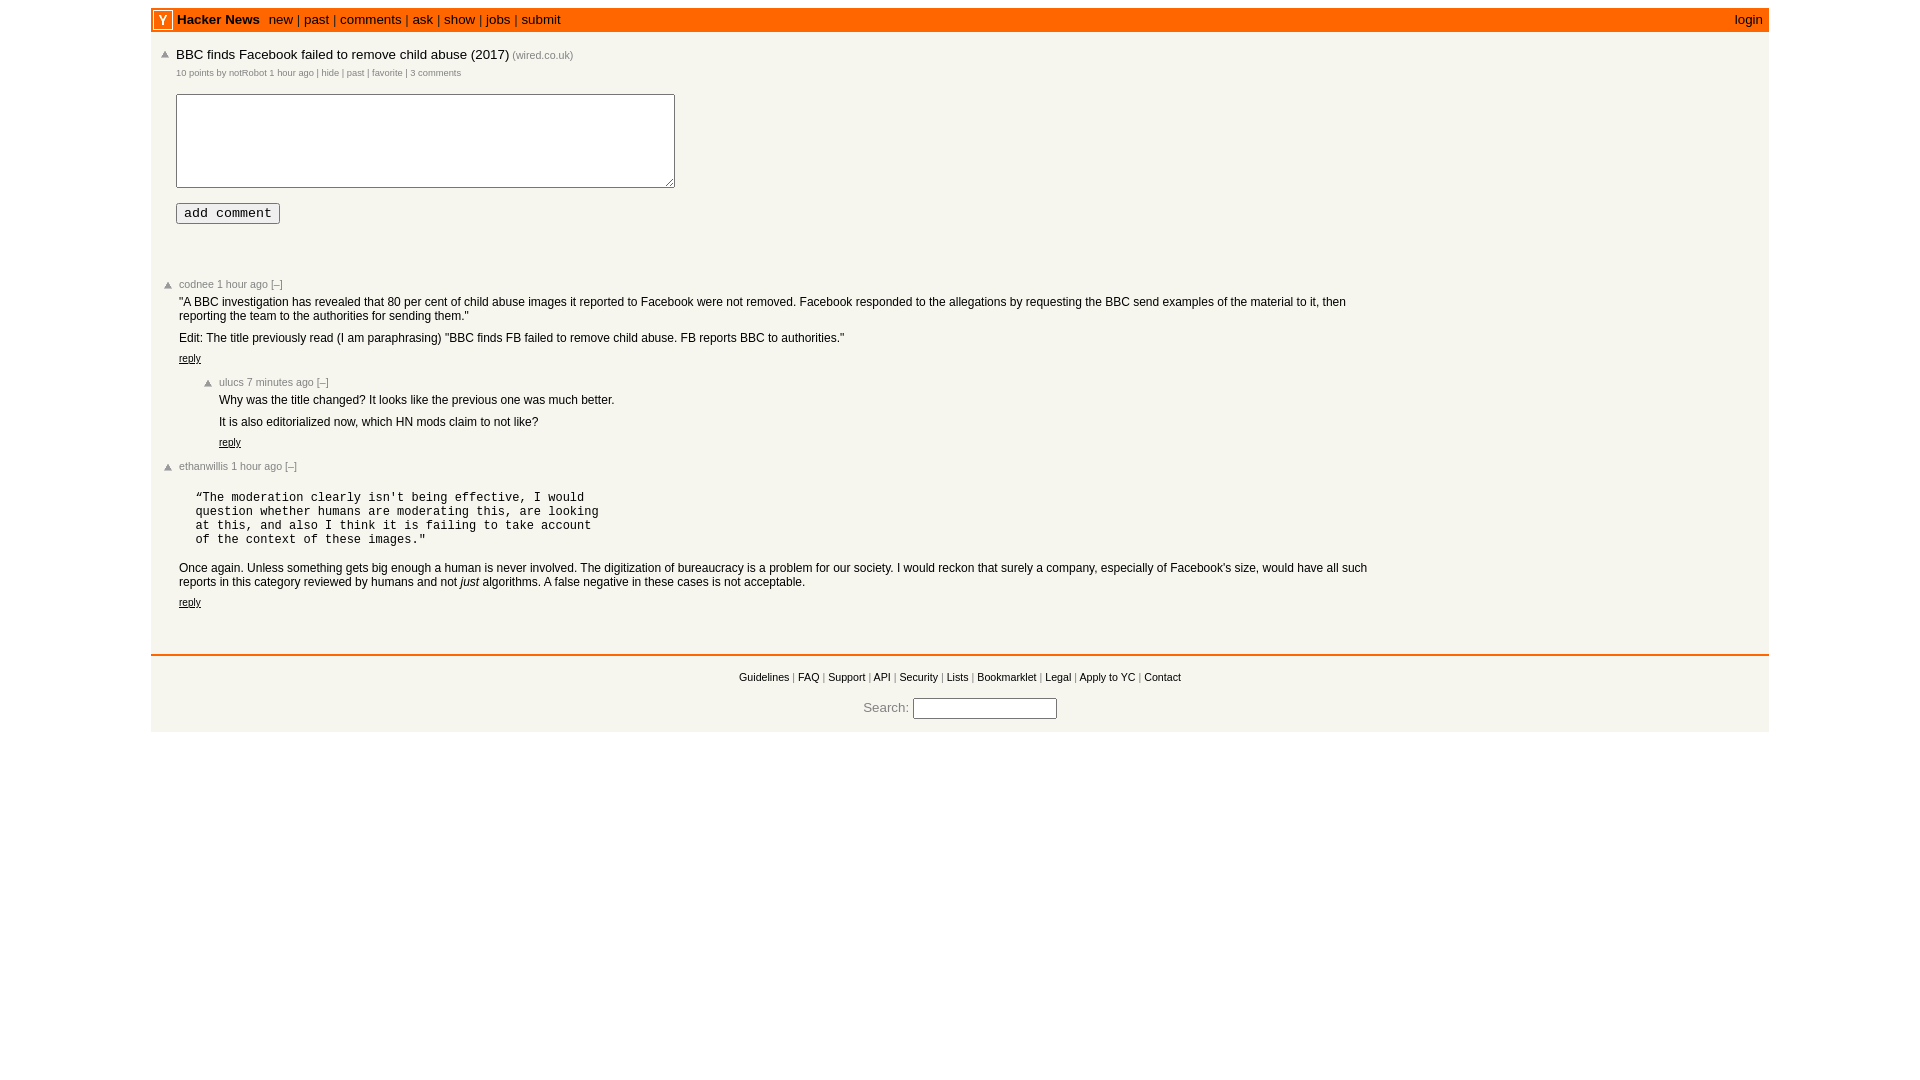 Y Hacker News new | past | comments | ask | show | jobs | submit login
BBC finds Facebook failed to remove child abuse (2017) (wired.co.uk)
10 points by notRobot 1 hour ago | hide | past | favorite | 3 comments
add comment
codnee 1 hour ago [–]
"A BBC investigation has revealed that 80 per cent of child abuse images it reported to Facebook were not removed. Facebook responded to the allegations by requesting the BBC send examples of the material to it, then
reporting the team to the authorities for sending them."
Edit: The title previously read (I am paraphrasing) "BBC finds FB failed to remove child abuse. FB reports BBC to authorities."
reply
ulucs 7 minutes ago [–]
Why was the title changed? It looks like the previous one was much better.
It is also editorialized now, which HN mods claim to not like?
reply
ethanwillis 1 hour ago [–]
“The moderation clearly isn't being effective, I would
question whether humans are moderating this, are looking
at this, and also I think it is failing to take account
of the context of these images."
Once again. Unless something gets big enough a human is never involved. The digitization of bureaucracy is a problem for our society. I would reckon that surely a company, especially of Facebook's size, would have all such
reports in this category reviewed by humans and not just algorithms. A false negative in these cases is not acceptable.
reply
Guidelines | FAQ | Support | API | Security | Lists | Bookmarklet | Legal | Apply to YC | Contact
Search: